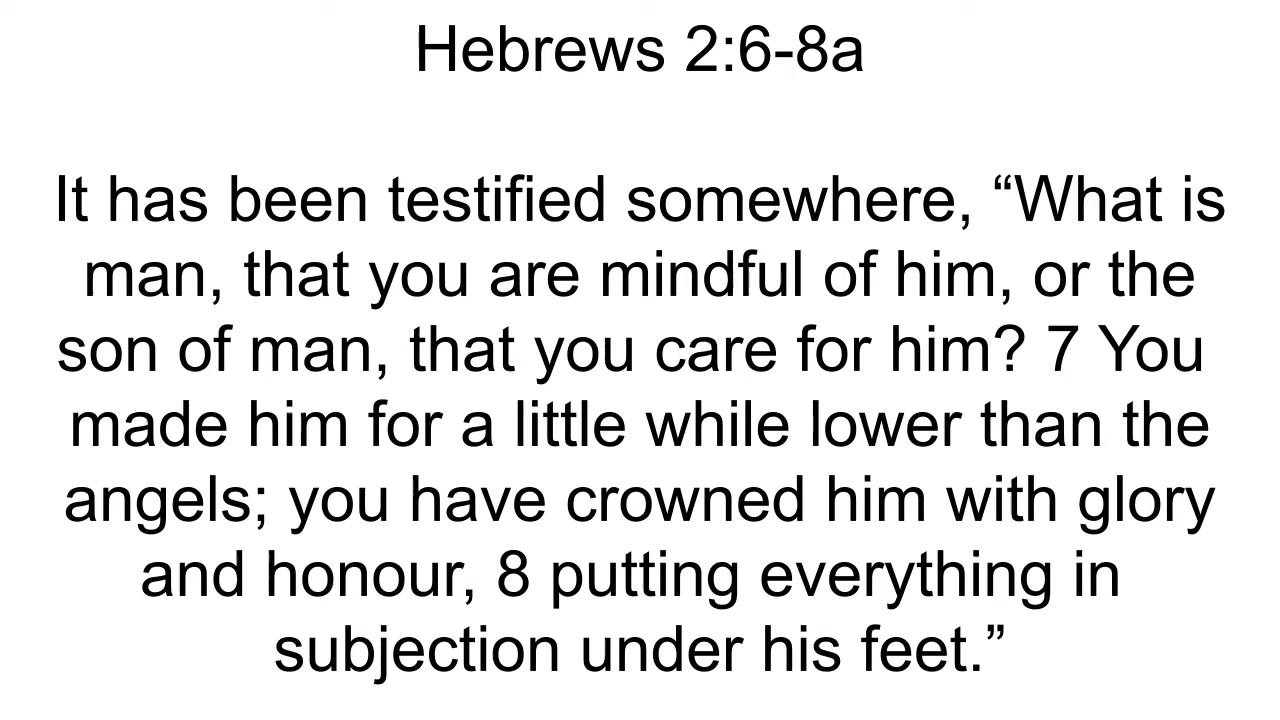 Hebrews 2:6-8a
It has been testified somewhere, “What is
man, that you are mindful of him, or the
son of man, that you care for him? 7 You
made him for a little while lower than the
angels; you have crowned him with glory
and honour, 8 putting everything in
subjection under his feet.”